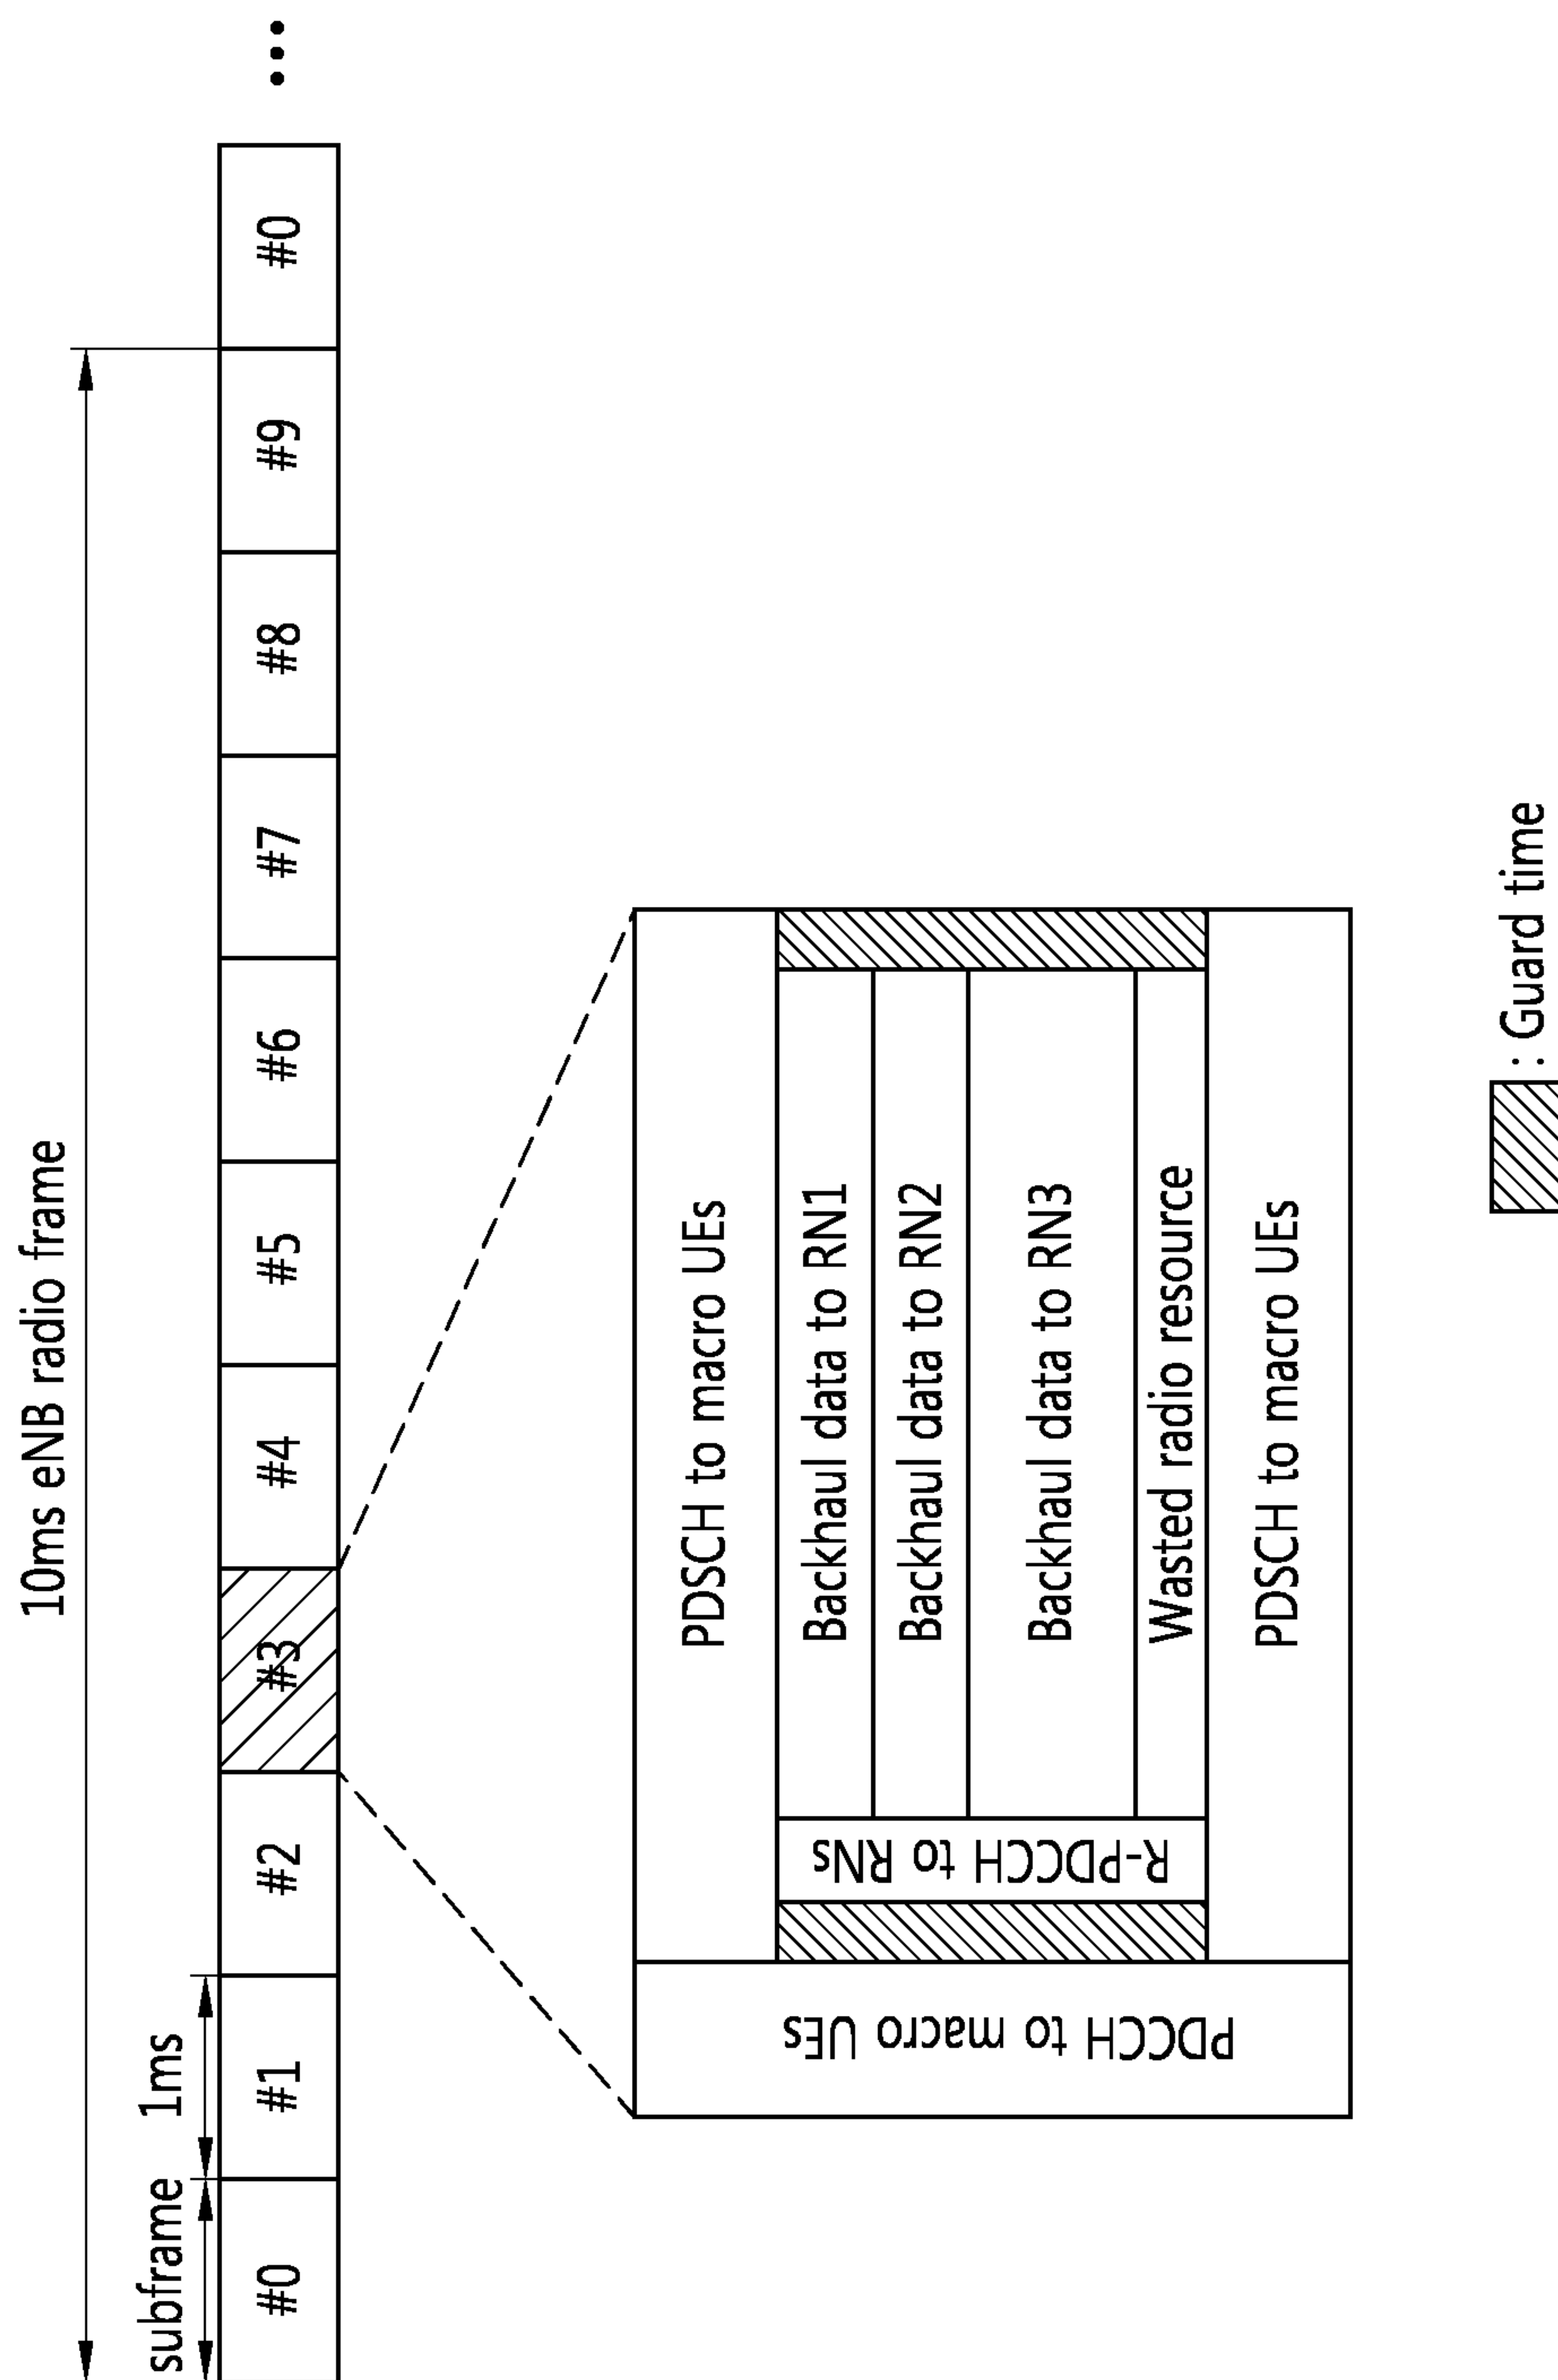 10ms eNB radio frame
subframe
1ms
#0
#1
#2
#3
#4
#5
#6
#7
#8
#9
#0
...
PDCCH to macro UEs
PDSCH to macro UEs
R-PDCCH to RNs
Backhaul data to RN1
Backhaul data to RN2
Backhaul data to RN3
Wasted radio resource
PDSCH to macro UEs
: Guard time